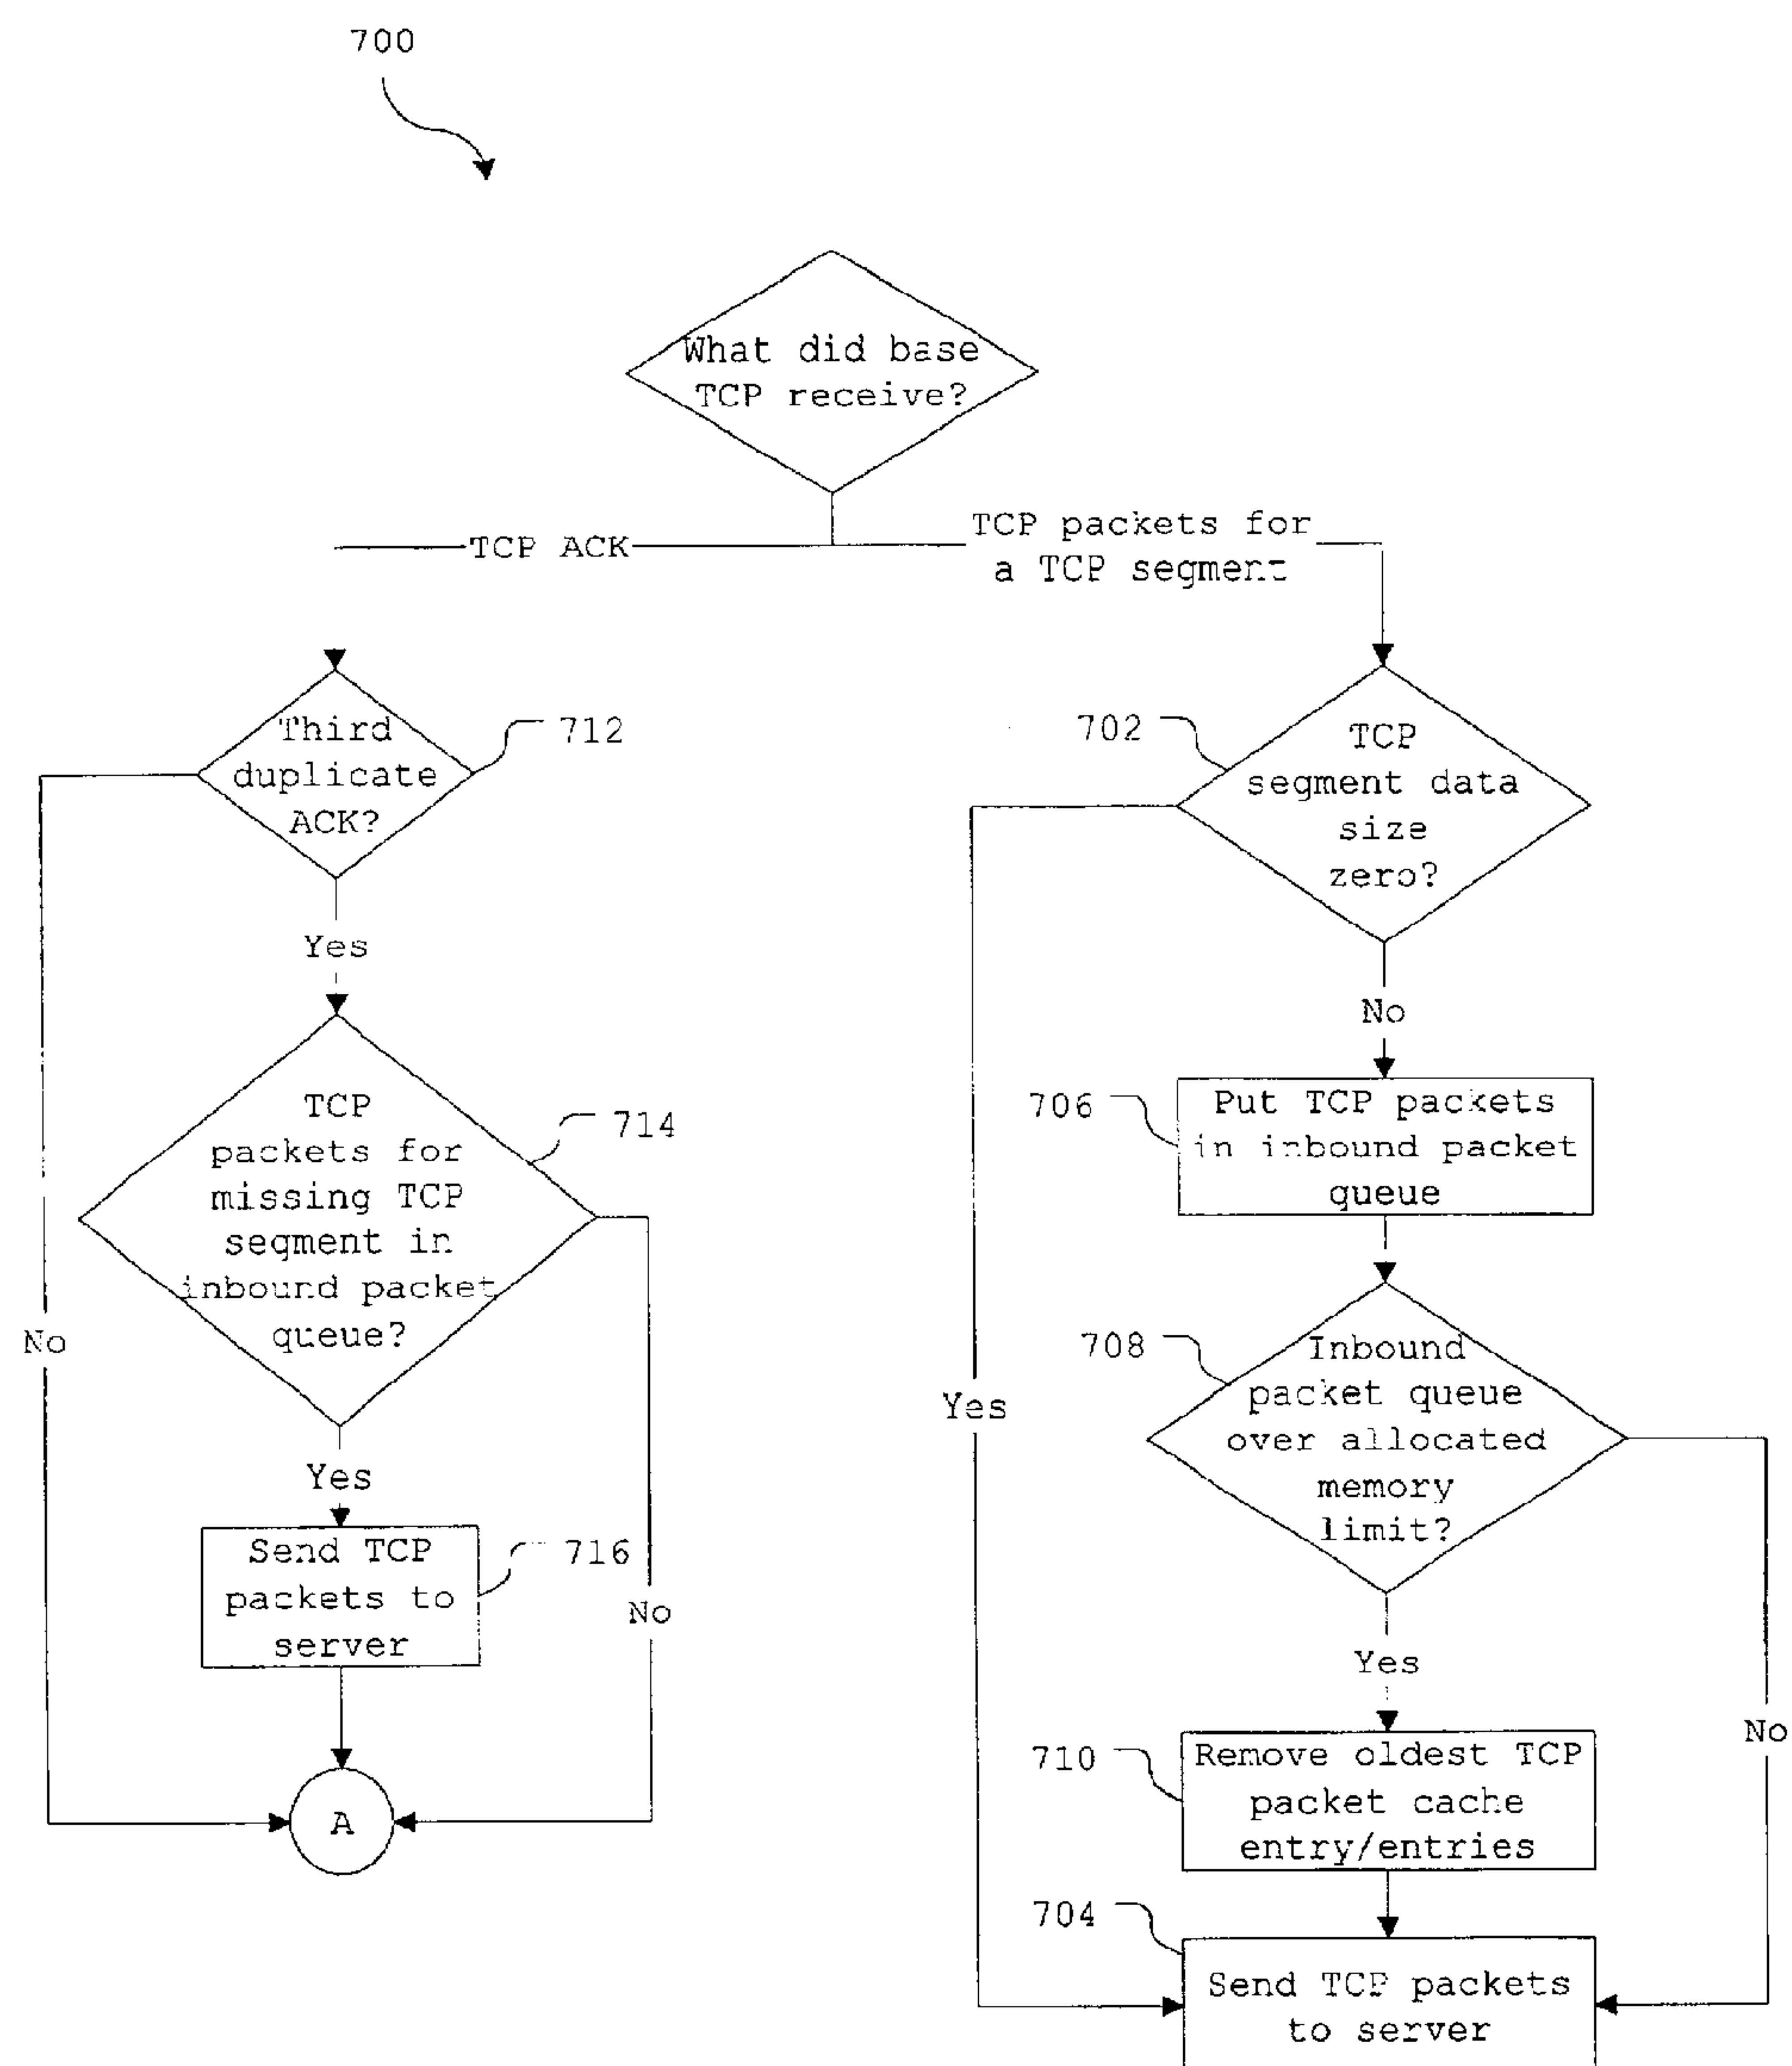 700
What did base
TCP receive?
TCP ACK
TCP packets for
a TCP segment
Third
duplicate
ACK?
712
Yes
No
TCP
packets for
missing TCP
segment in
inbound packet
queue?
714
Yes
No
Send TCP
packets to
server
716
A
702
TCP
segment data
size
zero?
Yes
No
706
Put TCP packets
in inbound packet
queue
708
Inbound
packet queue
over allocated
memory
limit?
Yes
No
710
Remove oldest TCP
packet cache
entry/entries
704
Send TCP packets
to server